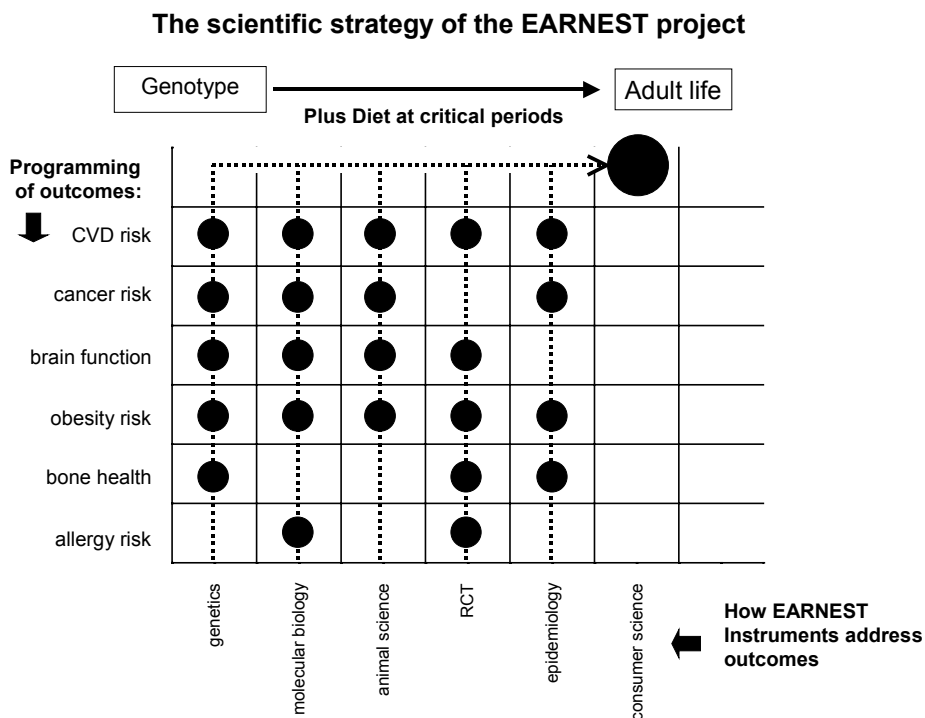 The scientific strategy of the EARNEST project
Genotype
Adult life
Plus Diet at critical periods
Programming
of outcomes:
CVD risk
cancer risk
brain function
obesity risk
bone health
allergy risk
genetics
molecular biology
animal science
RCT
epidemiology
consumer science
How EARNEST
Instruments address
outcomes